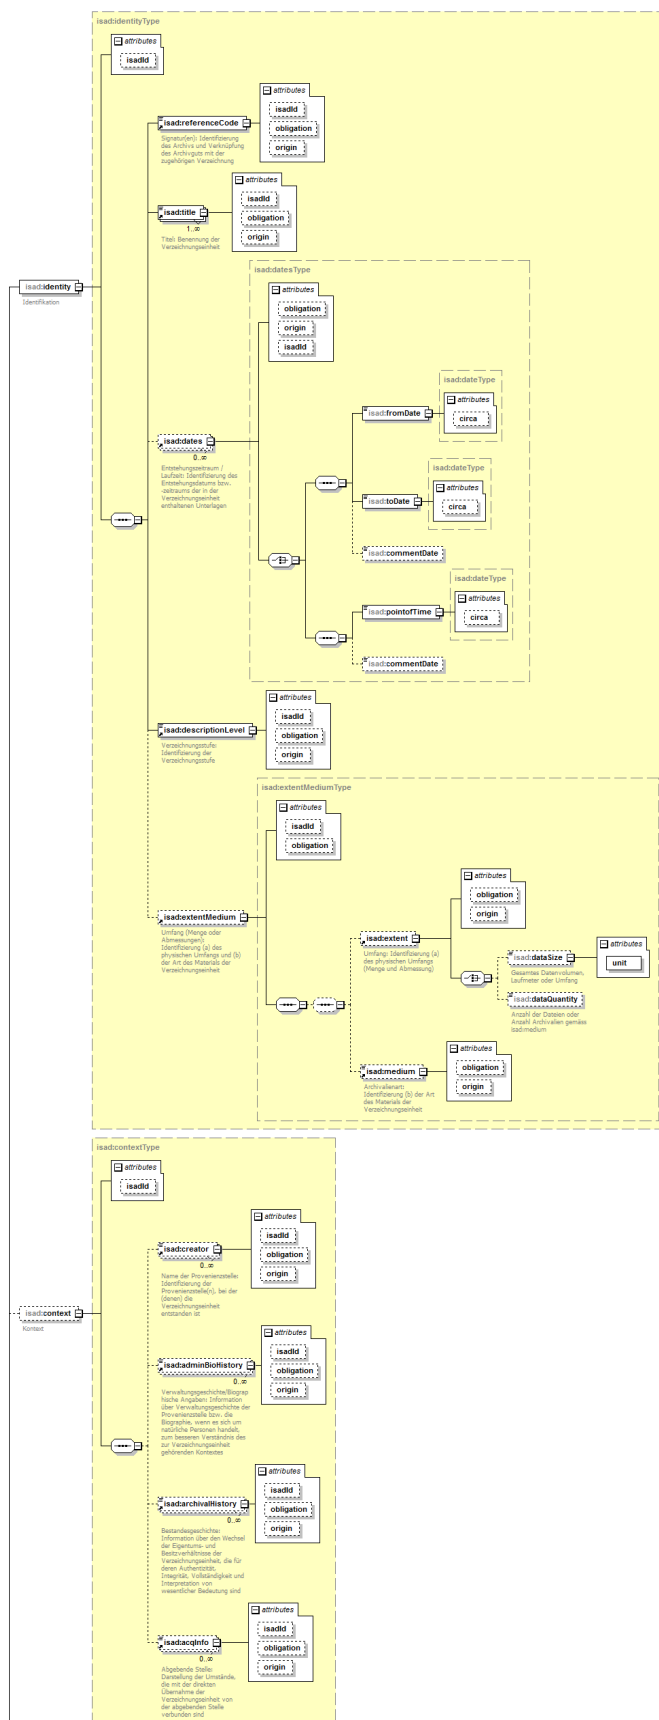 isad:identityType
attributes
isadId
isad:referenceCode
Signatur(en): Identifizierung
des Archivs und Verknüpfung
des Archivguts mit der
zugehörigen Verzeichnung
attributes
isadId
obligation
origin
isad:title
1..∞
Titel: Benennung der
Verzeichnungseinheit
attributes
isadId
obligation
origin
isad:identity
Identifikation
isad:datesType
attributes
obligation
origin
isadId
isad:dates
0..∞
Entstehungszeitraum /
Laufzeit: Identifizierung des
Entstehungsdatums bzw.
-zeitraums der in der
Verzeichnungseinheit
enthaltenen Unterlagen
isad:fromDate
isad:dateType
attributes
circa
isad:toDate
isad:dateType
attributes
circa
isad:commentDate
isad:pointofTime
isad:dateType
attributes
circa
isad:commentDate
isad:descriptionLevel
Verzeichnungsstufe:
Identifizierung der
Verzeichnungsstufe
attributes
isadId
obligation
origin
isad:extentMediumType
attributes
isadId
obligation
isad:extentMedium
Umfang (Menge oder
Abmessungen):
Identifizierung (a) des
physischen Umfangs und (b)
der Art des Materials der
Verzeichnungseinheit
isad:extent
Umfang: Identifizierung (a)
des physischen Umfangs
(Menge und Abmessung)
attributes
obligation
origin
isad:dataSize
Gesamtes Datenvolumen,
Laufmeter oder Umfang
attributes
unit
isad:dataQuantity
Anzahl der Dateien oder
Anzahl Archivalien gemäss
isad:medium
isad:medium
Archivalienart:
Identifizierung (b) der Art
des Materials der
Verzeichnungseinheit
attributes
obligation
origin
isad:contextType
attributes
isadId
isad:creator
0..∞
Name der Provenienzstelle:
Identifizierung der
Provenienzstelle(n), bei der
(denen) die
Verzeichnungseinheit
entstanden ist
attributes
isadId
obligation
origin
isad:context
Kontext
isad:adminBioHistory
0..∞
Verwaltungsgeschichte/Biograp
hische Angaben: Information
über Verwaltungsgeschichte der
Provenienzstelle bzw. die
Biographie, wenn es sich um
natürliche Personen handelt,
zum besseren Verständnis des
zur Verzeichnungseinheit
gehörenden Kontextes
attributes
isadId
obligation
origin
isad:archivalHistory
0..∞
Bestandesgeschichte:
Information über den Wechsel
der Eigentums- und
Besitzverhältnisse der
Verzeichnungseinheit, die für
deren Authentizität,
Integrität, Vollständigkeit und
Interpretation von
wesentlicher Bedeutung sind
attributes
isadId
obligation
origin
isad:acqInfo
0..∞
Abgebende Stelle:
Darstellung der Umstände,
die mit der direkten
Übernahme der
Verzeichnungseinheit von
der abgebenden Stelle
verbunden sind
attributes
isadId
obligation
origin